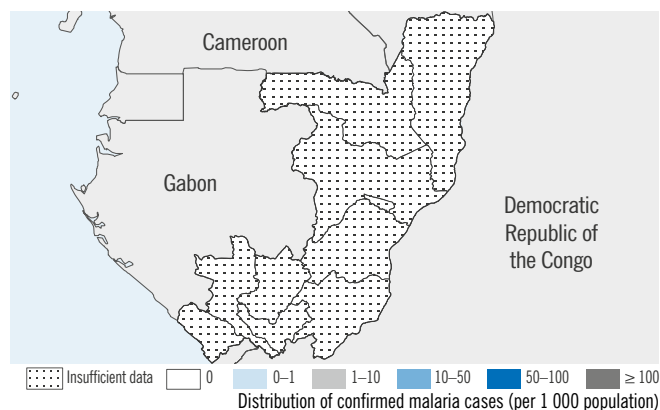 Cameroon
Gabon
Democratic
Republic of
the Congo
Insufficient data 0 0–1 1–10 10–50 50–100 ≥ 100
Distribution of confirmed malaria cases (per 1 000 population)